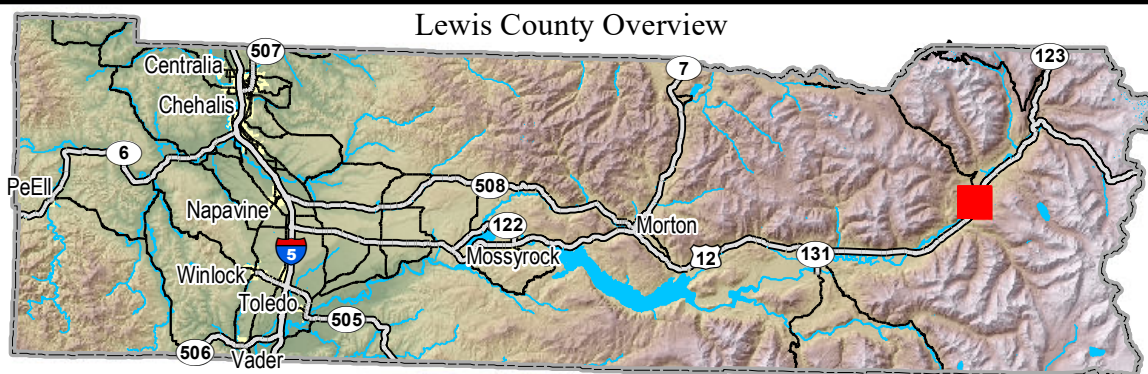 Lewis County Overview
507
123
Centralia
7
Chehalis
6
PeEll
508
Napavine
122
Morton
5
Mossyrock
12
131
Winlock
Toledo
505
506
Vader